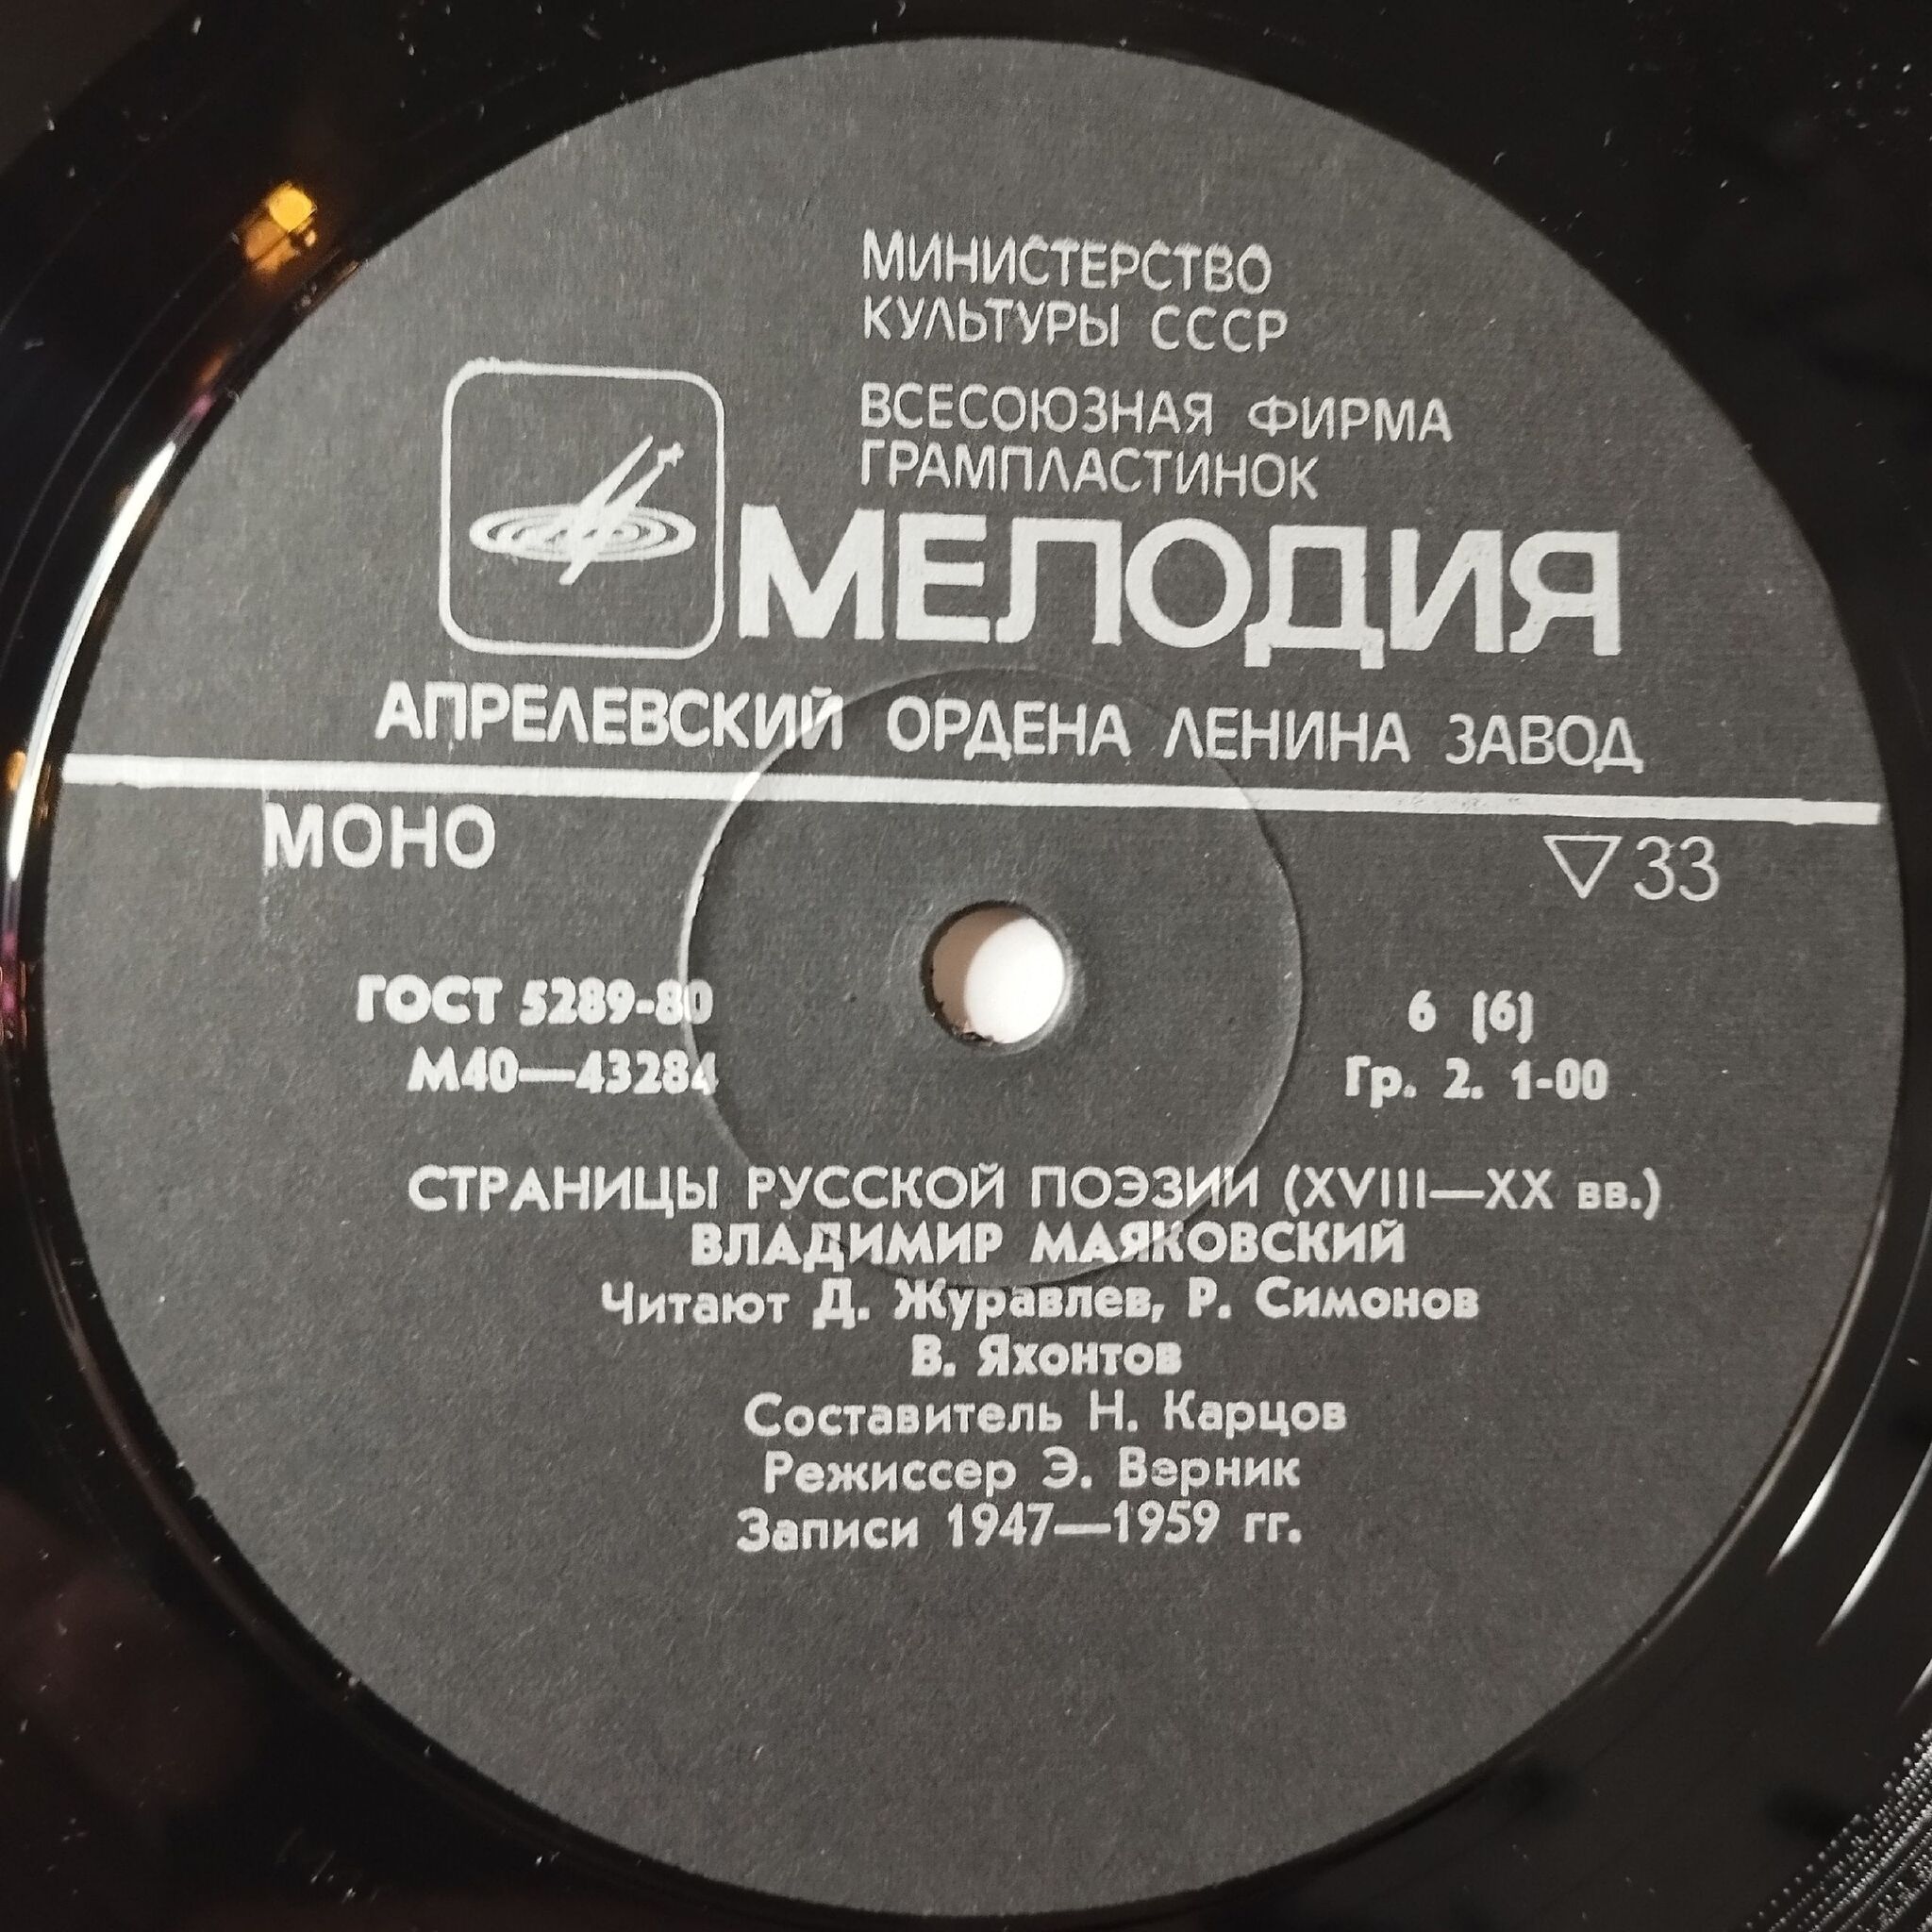 МИНИСТЕРСТВО
КУЛЬТУРЫ СССР
ВСЕСОЮЗНАЯ ФИРМА
ГРАМПЛАСТИНОК
МЕЛОДИЯ
АПРЕЛЕВСКИЙ ОРДЕНА ЛЕНИНА ЗАВОД
МОНО
▽33
ГОСТ 5289-80
6 (6)
М40—43284
Гр. 2. 1-00
СТРАНИЦЫ РУССКОЙ ПОЭЗИИ (XVIII—XX вв.)
ВЛАДИМИР МАЯКОВСКИЙ
Читают Д. Журавлев, Р. Симонов
В. Яхонтов
Составитель Н. Карцов
Режиссер Э. Верник
Записи 1947—1959 гг.